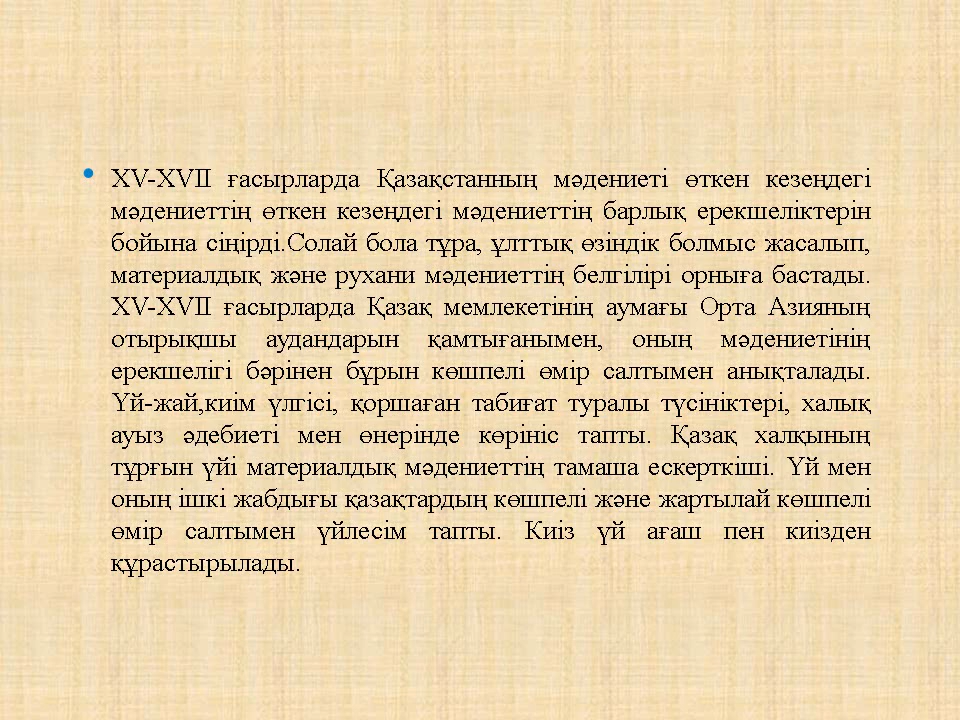 • XV-XVII ғасырларда Қазақстанның мәдениеті өткен кезеңдегі
мәдениеттің өткен кезеңдегі мәдениеттің барлық ерекшеліктерін
бойына сіңірді.Солай бола тұра, ұлттық өзіндік болмыс жасалып,
материалдық және рухани мәдениеттің белгілірі орныға бастады.
XV-XVII ғасырларда Қазақ мемлекетінің аумағы Орта Азияның
отырықшы аудандарын қамтығанымен, оның мәдениетінің
ерекшелігі бәрінен бұрын көшпелі өмір салтымен анықталады.
Үй-жай,киім үлгісі, қоршаған табиғат туралы түсініктері, халық
ауыз әдебиеті мен өнерінде көрініс тапты. Қазақ халқының
тұрғын үйі материалдық мәдениеттің тамаша ескерткіші. Үй мен
оның ішкі жабдығы қазақтардың көшпелі және жартылай көшпелі
өмір салтымен үйлесім тапты. Киіз үй ағаш пен киізден
құрастырылады.